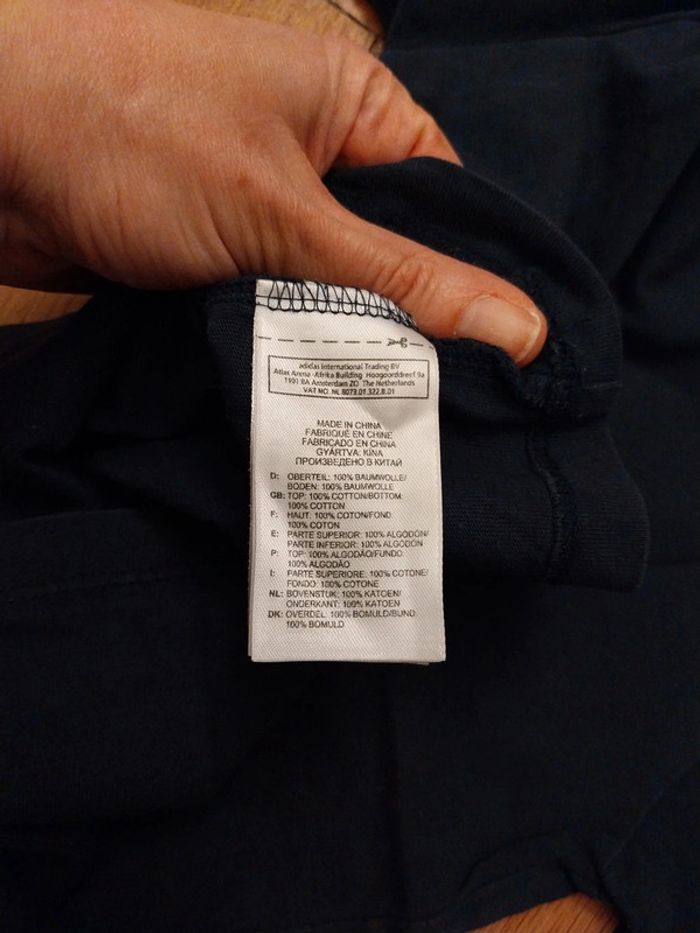 adidas International Trading BV
Atlas Arena -Afrika Building Hoogoorddreef 9a
1101 BA Amsterdam ZO The Netherlands
VAT NO. NL 8073.01.322.B.01
MADE IN CHINA
FABRIQUÉ EN CHINE
FABRICADO EN CHINA
GYÁRTVA: KÍNA
ПРОИЗВЕДЕНО В КИТАЙ
D: OBERTEIL: 100% BAUMWOLLE/
BODEN: 100% BAUMWOLLE
GB: TOP: 100% COTTON/BOTTOM:
100% COTTON
F: HAUT: 100% COTON/FOND:
100% COTON
E: PARTE SUPERIOR: 100% ALGODÓN/
PARTE INFERIOR: 100% ALGODÓN
P: TOP: 100% ALGODÃO/FUNDO:
100% ALGODÃO
I: PARTE SUPERIORE: 100% COTONE/
FONDO: 100% COTONE
NL: BOVENSTUK: 100% KATOEN/
ONDERKANT: 100% KATOEN
DK: OVERDEL: 100% BOMULD/BUND:
100% BOMULD